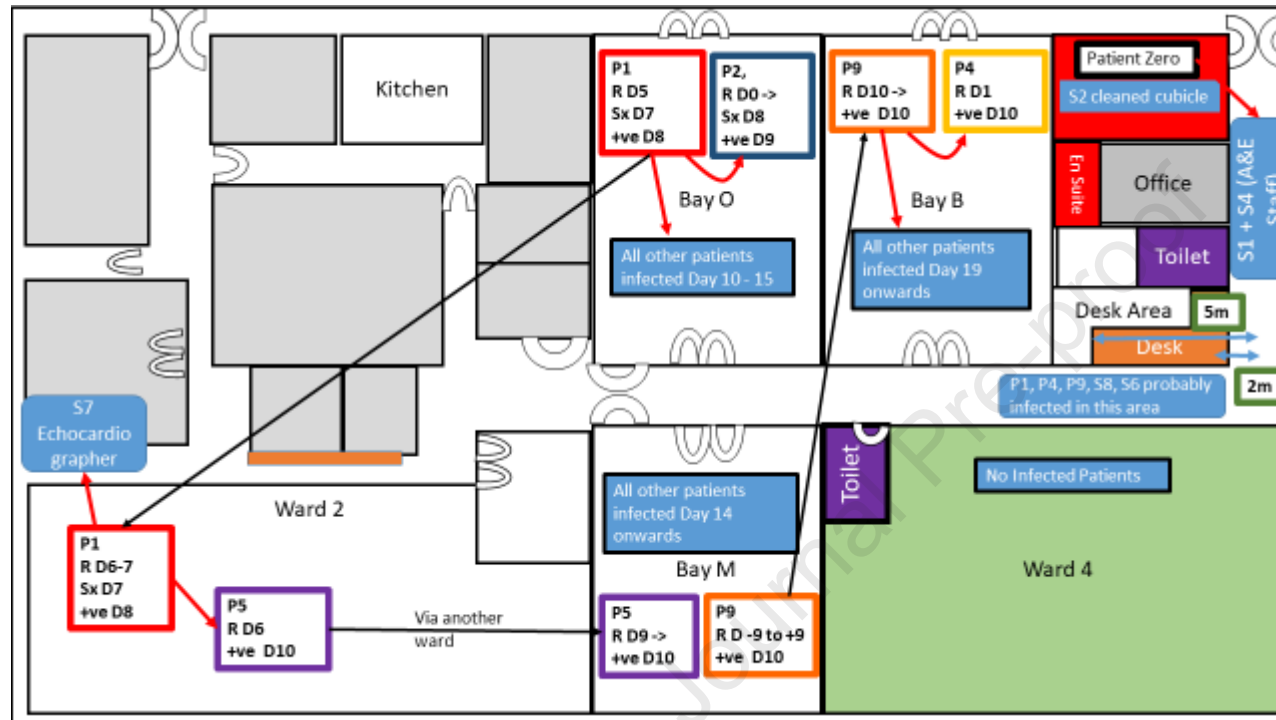 Kitchen
P1
R D5
Sx D7
+ve D8
P2,
R D0 ->
Sx D8
+ve D9
Bay O
All other patients
infected Day 10 - 15
P9
R D10 ->
+ve D10
P4
R D1
+ve D10
Bay B
All other patients
infected Day 19
onwards
Patient Zero
S2 cleaned cubicle
En Suite
Office
S1 + S4 (A&E
Staff)
Toilet
Desk Area
5m
Desk
2m
P1, P4, P9, S8, S6 probably
infected in this area
S7
Echocardio
grapher
Ward 2
P1
R D6-7
Sx D7
+ve D8
P5
R D6
+ve D10
Via another
ward
All other patients
infected Day 14
onwards
Bay M
P5
R D9 ->
+ve D10
P9
R D -9 to +9
+ve D10
Toilet
No Infected Patients
Ward 4
Journal Pre-proof